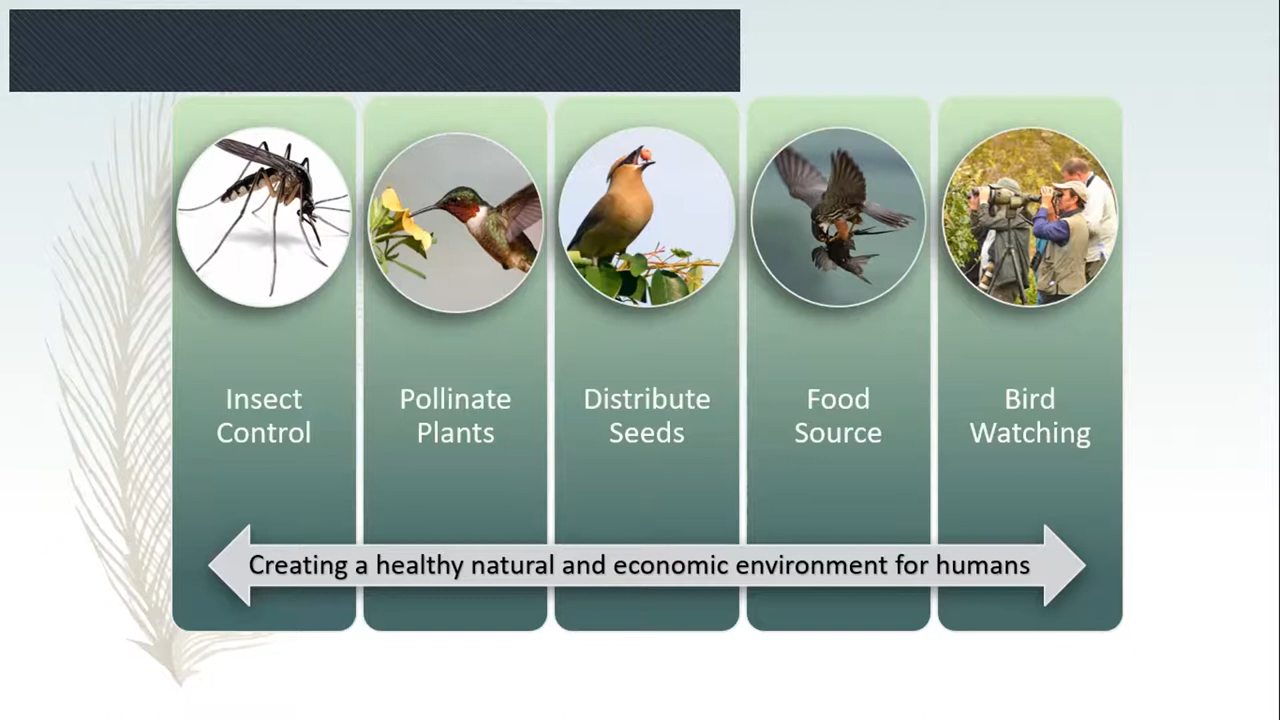 Insect
Control
Pollinate
Plants
Distribute
Seeds
Food
Source
Bird
Watching
Creating a healthy natural and economic environment for humans